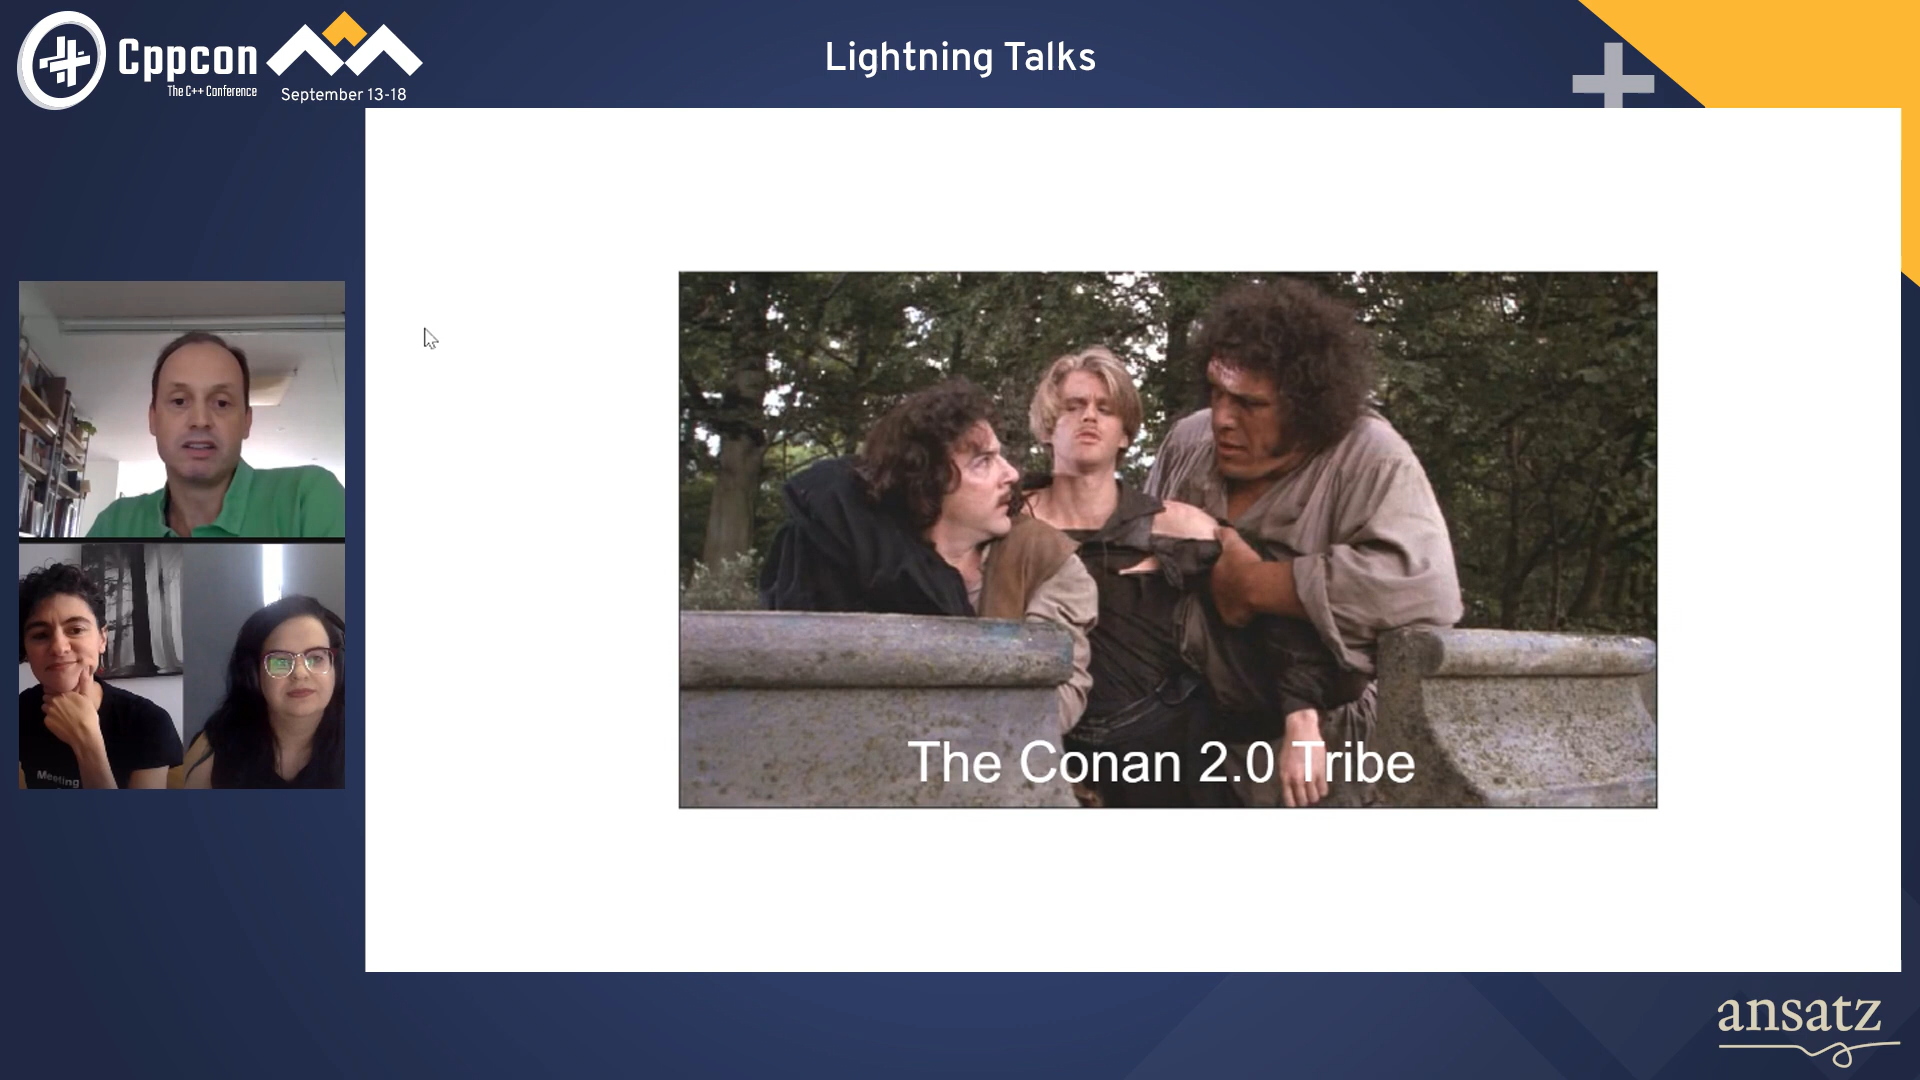 Cppcon
The C++ Conference
September 13-18
Lightning Talks
Meeting
The Conan 2.0 Tribe
ansatz